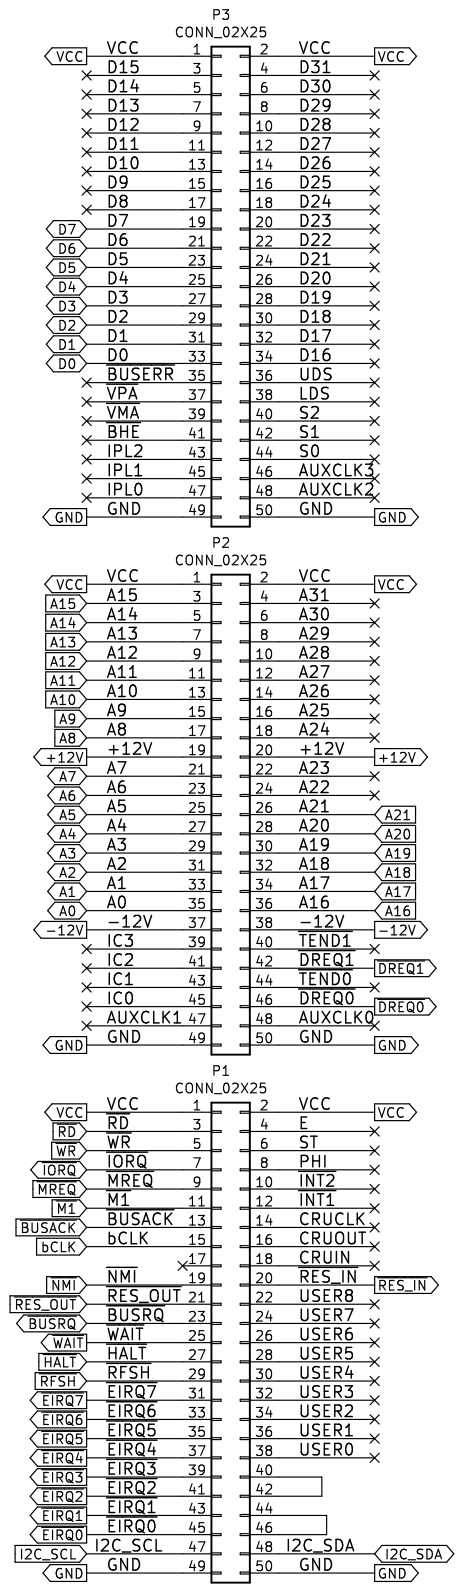 P3
CONN_02X25
VCC VCC 1 2 VCC VCC
D15 3 4 D31
D14 5 6 D30
D13 7 8 D29
D12 9 10 D28
D11 11 12 D27
D10 13 14 D26
D9 15 16 D25
D8 17 18 D24
D7 D7 19 20 D23
D6 D6 21 22 D22
D5 D5 23 24 D21
D4 D4 25 26 D20
D3 D3 27 28 D19
D2 D2 29 30 D18
D1 D1 31 32 D17
D0 D0 33 34 D16
BUSERR 35 36 UDS
VPA 37 38 LDS
VMA 39 40 S2
BHE 41 42 S1
IPL2 43 44 S0
IPL1 45 46 AUXCLK3
IPL0 47 48 AUXCLK2
GND GND 49 50 GND GND
P2
CONN_02X25
VCC VCC 1 2 VCC VCC
A15 A15 3 4 A31
A14 A14 5 6 A30
A13 A13 7 8 A29
A12 A12 9 10 A28
A11 A11 11 12 A27
A10 A10 13 14 A26
A9 A9 15 16 A25
A8 A8 17 18 A24
+12V +12V 19 20 +12V +12V
A7 A7 21 22 A23
A6 A6 23 24 A22
A5 A5 25 26 A21 A21
A4 A4 27 28 A20 A20
A3 A3 29 30 A19 A19
A2 A2 31 32 A18 A18
A1 A1 33 34 A17 A17
A0 A0 35 36 A16 A16
-12V -12V 37 38 -12V -12V
IC3 39 40 TEND1
IC2 41 42 DREQ1 DREQ1
IC1 43 44 TEND0
IC0 45 46 DREQ0 DREQ0
AUXCLK1 47 48 AUXCLK0
GND GND 49 50 GND GND
P1
CONN_02X25
VCC VCC 1 2 VCC VCC
RD RD 3 4 E
WR WR 5 6 ST
IORQ IORQ 7 8 PHI
MREQ MREQ 9 10 INT2
M1 M1 11 12 INT1
BUSACK BUSACK 13 14 CRUCLK
bCLK bCLK 15 16 CRUOUT
17 18 CRUIN
NMI NMI 19 20 RES_IN RES_IN
RES_OUT RES_OUT 21 22 USER8
BUSRQ BUSRQ 23 24 USER7
WAIT WAIT 25 26 USER6
HALT HALT 27 28 USER5
RFSH RFSH 29 30 USER4
EIRQ7 EIRQ7 31 32 USER3
EIRQ6 EIRQ6 33 34 USER2
EIRQ5 EIRQ5 35 36 USER1
EIRQ4 EIRQ4 37 38 USER0
EIRQ3 EIRQ3 39 40
EIRQ2 EIRQ2 41 42
EIRQ1 EIRQ1 43 44
EIRQ0 EIRQ0 45 46
I2C_SCL I2C_SCL 47 48 I2C_SDA I2C_SDA
GND GND 49 50 GND GND